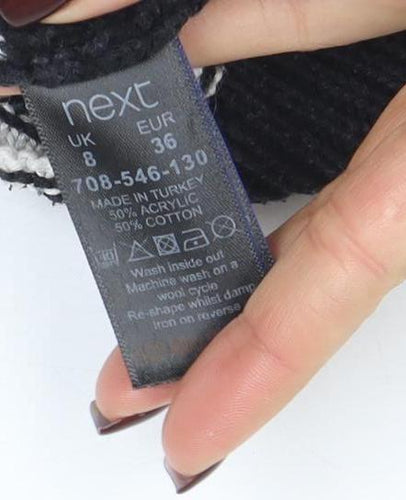 next
UK EUR
8 36
708-546-130
MADE IN TURKEY
50% ACRYLIC
50% COTTON
Wash inside out
Machine wash on a
wool cycle
Re-shape whilst damp
Iron on reverse